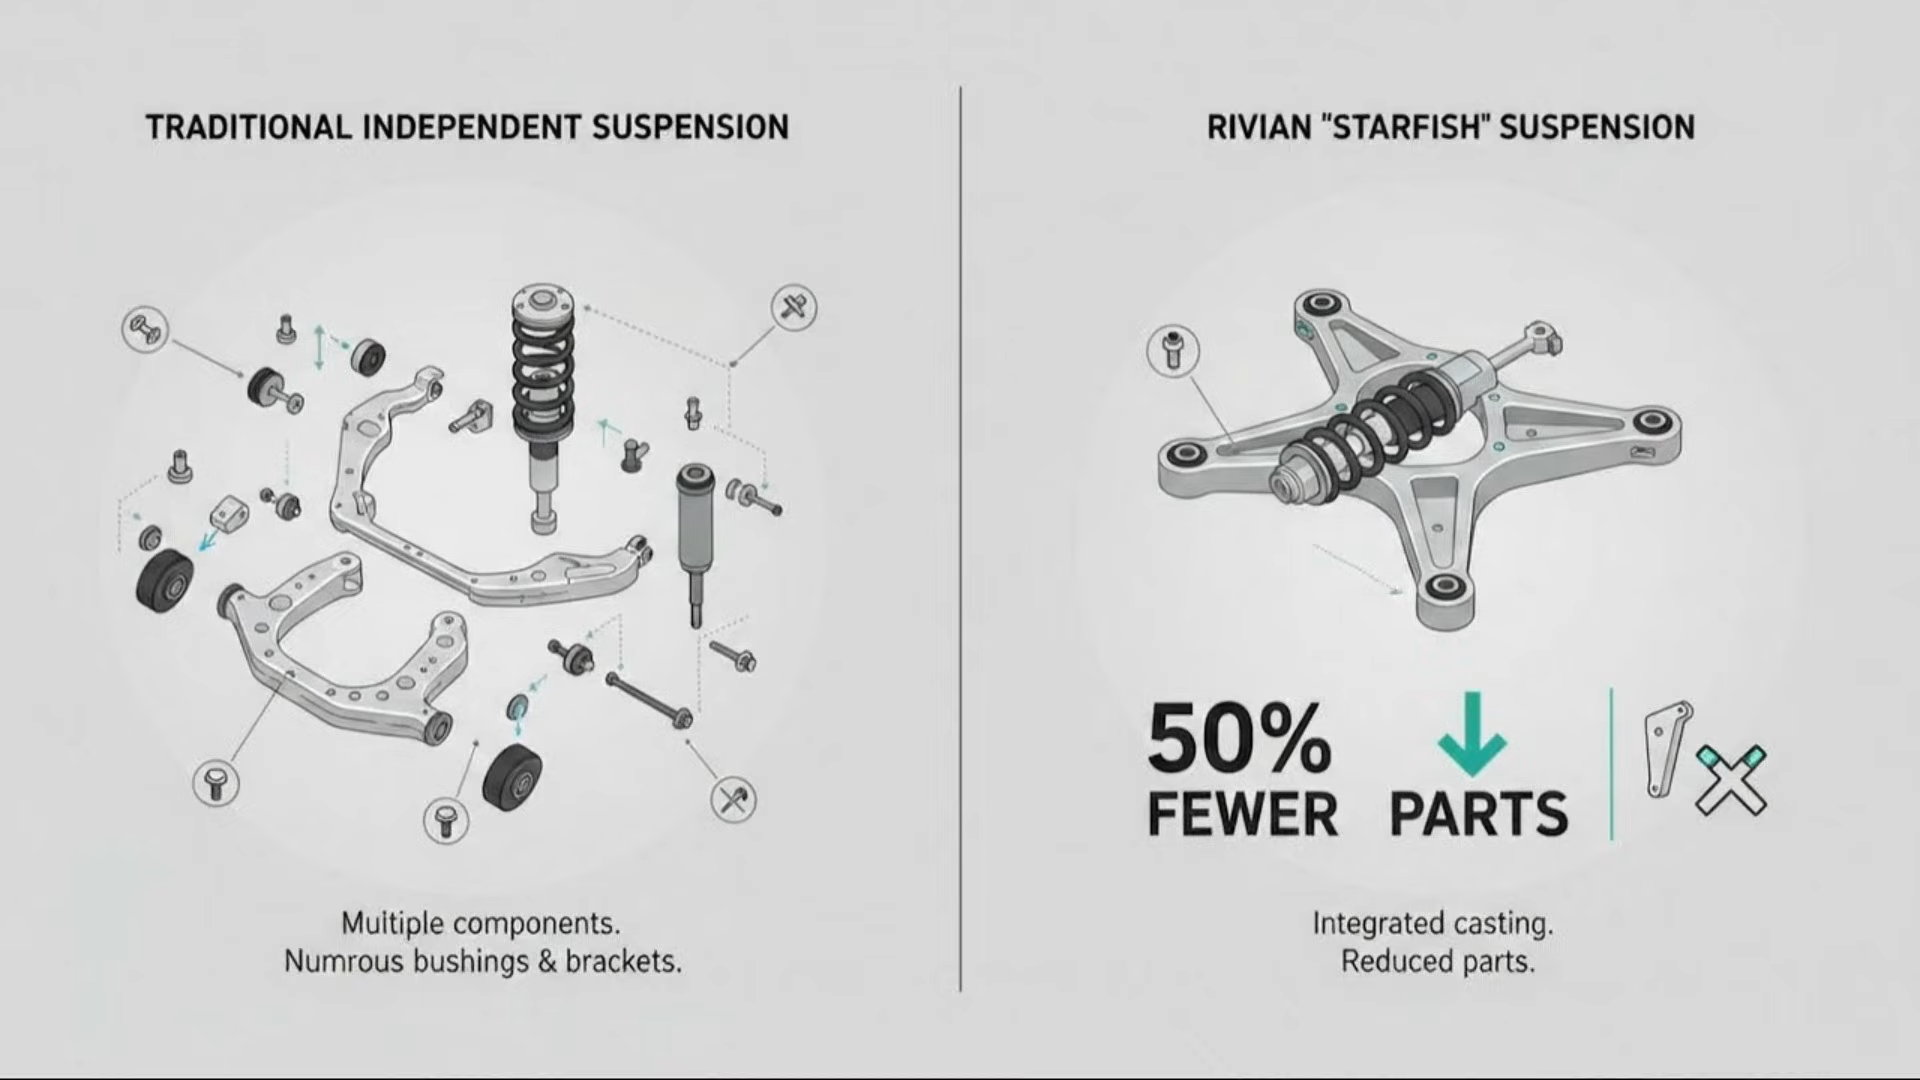 TRADITIONAL INDEPENDENT SUSPENSION
Multiple components.
Numrous bushings & brackets.
RIVIAN "STARFISH" SUSPENSION
50%
FEWER PARTS
Integrated casting.
Reduced parts.